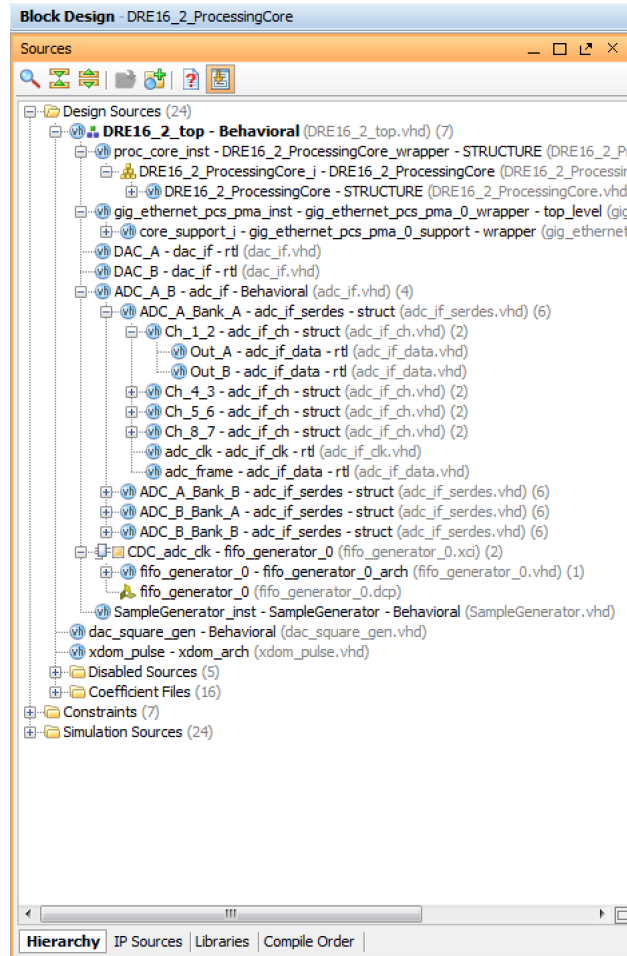 Block Design - DRE16_2_ProcessingCore
Sources
Design Sources (24)
DRE16_2_top - Behavioral (DRE16_2_top.vhd) (7)
proc_core_inst - DRE16_2_ProcessingCore_wrapper - STRUCTURE (DRE16_2_P
DRE16_2_ProcessingCore_i - DRE16_2_ProcessingCore (DRE16_2_Processin
DRE16_2_ProcessingCore - STRUCTURE (DRE16_2_ProcessingCore.vhd
gig_ethernet_pcs_pma_inst - gig_ethernet_pcs_pma_0_wrapper - top_level (gig
core_support_i - gig_ethernet_pcs_pma_0_support - wrapper (gig_ethernet
DAC_A - dac_if - rtl (dac_if.vhd)
DAC_B - dac_if - rtl (dac_if.vhd)
ADC_A_B - adc_if - Behavioral (adc_if.vhd) (4)
ADC_A_Bank_A - adc_if_serdes - struct (adc_if_serdes.vhd) (6)
Ch_1_2 - adc_if_ch - struct (adc_if_ch.vhd) (2)
Out_A - adc_if_data - rtl (adc_if_data.vhd)
Out_B - adc_if_data - rtl (adc_if_data.vhd)
Ch_4_3 - adc_if_ch - struct (adc_if_ch.vhd) (2)
Ch_5_6 - adc_if_ch - struct (adc_if_ch.vhd) (2)
Ch_8_7 - adc_if_ch - struct (adc_if_ch.vhd) (2)
adc_clk - adc_if_clk - rtl (adc_if_clk.vhd)
adc_frame - adc_if_data - rtl (adc_if_data.vhd)
ADC_A_Bank_B - adc_if_serdes - struct (adc_if_serdes.vhd) (6)
ADC_B_Bank_A - adc_if_serdes - struct (adc_if_serdes.vhd) (6)
ADC_B_Bank_B - adc_if_serdes - struct (adc_if_serdes.vhd) (6)
CDC_adc_clk - fifo_generator_0 (fifo_generator_0.xci) (2)
fifo_generator_0 - fifo_generator_0_arch (fifo_generator_0.vhd) (1)
fifo_generator_0 (fifo_generator_0.dcp)
SampleGenerator_inst - SampleGenerator - Behavioral (SampleGenerator.vhd)
dac_square_gen - Behavioral (dac_square_gen.vhd)
xdom_pulse - xdom_arch (xdom_pulse.vhd)
Disabled Sources (5)
Coefficient Files (16)
Constraints (7)
Simulation Sources (24)
Hierarchy IP Sources Libraries Compile Order